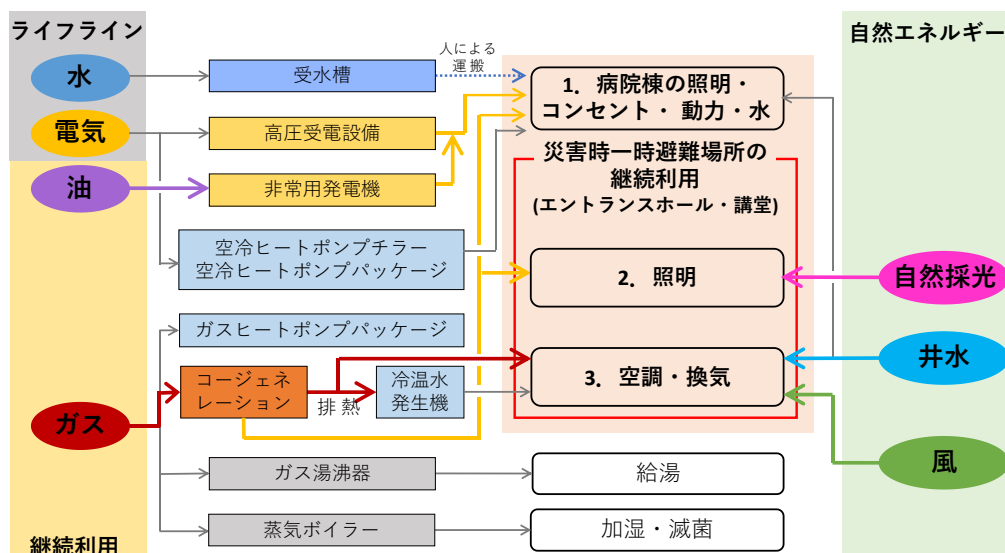 ライフライン
水
電気
油
ガス
継続利用
受水槽
高圧受電設備
非常用発電機
空冷ヒートポンプチラー
空冷ヒートポンプパッケージ
ガスヒートポンプパッケージ
コージェネ
レーション
排熱
冷温水
発生機
ガス湯沸器
蒸気ボイラー
人による
運搬
1. 病院棟の照明・
コンセント・ 動力・水
災害時一時避難場所の
継続利用
(エントランスホール・講堂)
2. 照明
3. 空調・換気
給湯
加湿・滅菌
自然エネルギー
自然採光
井水
風